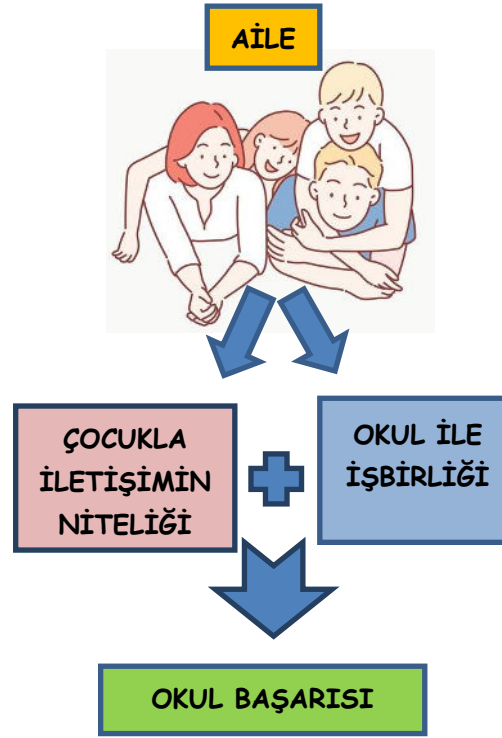 AİLE
ÇOCUKLA
İLETİŞİMİN
NİTELİĞİ
OKUL İLE
İŞBİRLİĞİ
OKUL BAŞARISI